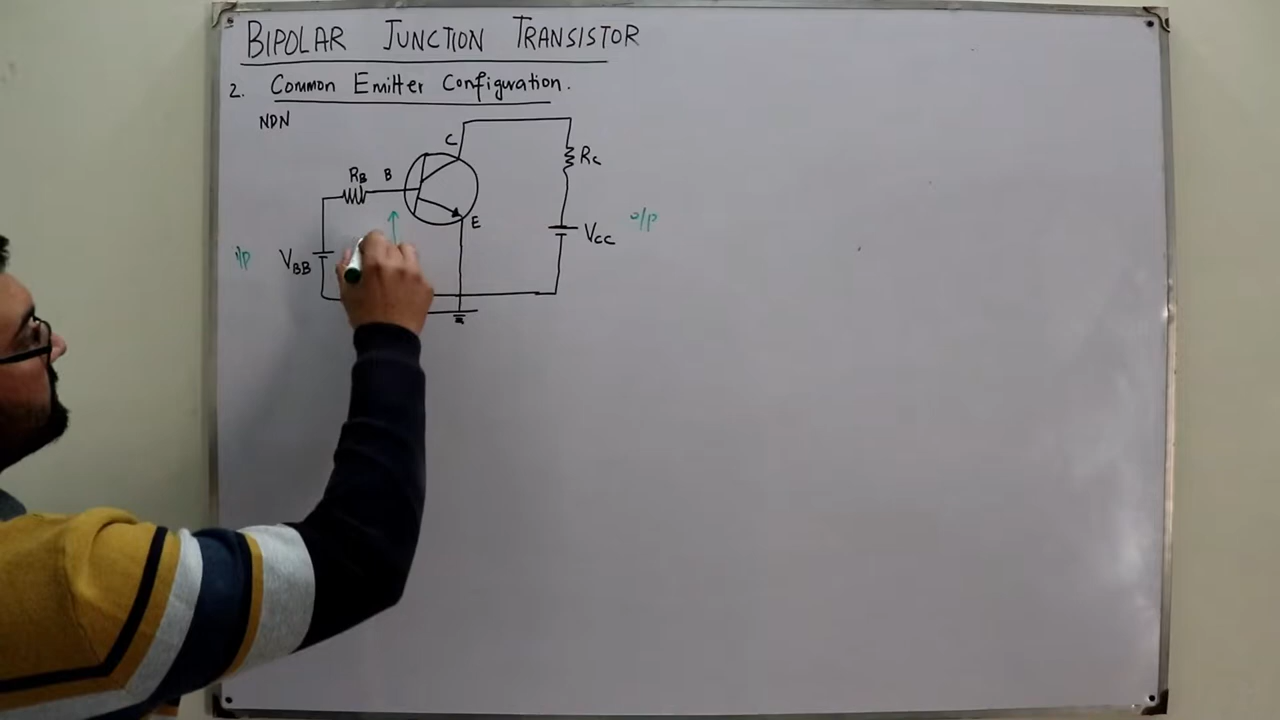 BIPOLAR JUNCTION TRANSISTOR
2. Common Emitter Configuration.
NPN
C
RB B
RC
E
o/p
VCC
i/p
VBB